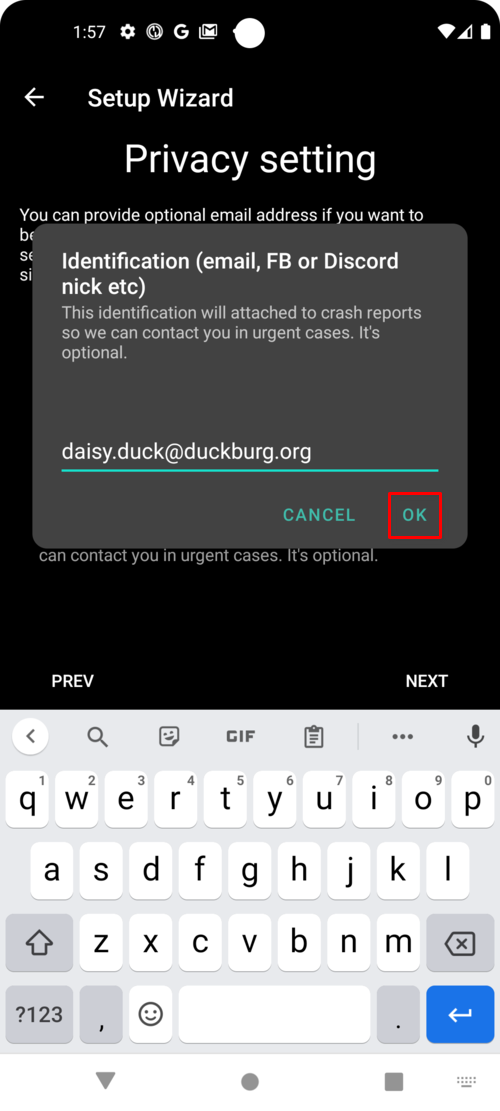 1:57
Setup Wizard
Privacy setting
You can provide optional email address if you want to
be
se
si
Identification (email, FB or Discord
nick etc)
This identification will attached to crash reports
so we can contact you in urgent cases. It's
optional.
daisy.duck@duckburg.org
CANCEL OK
can contact you in urgent cases. It's optional.
PREV NEXT
GIF
1 2 3 4 5 6 7 8 9 0
q w e r t y u i o p
a s d f g h j k l
z x c v b n m
?123 , .